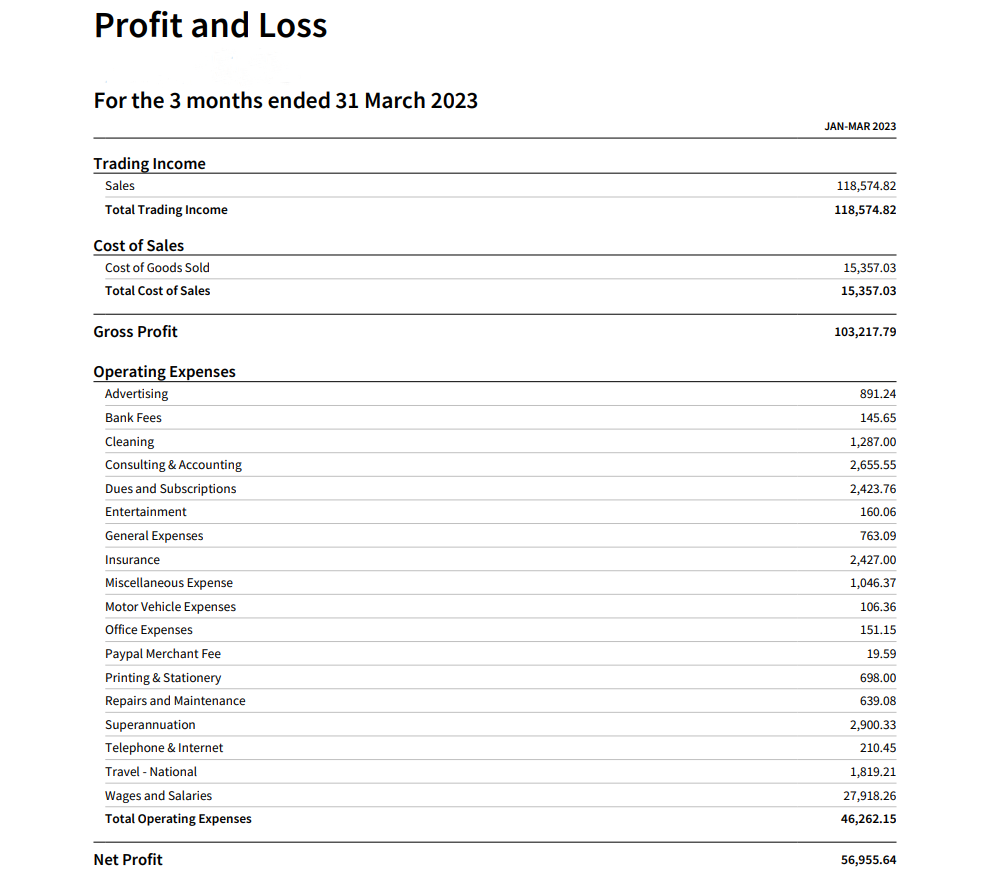 Profit and Loss
For the 3 months ended 31 March 2023
JAN-MAR 2023
Trading Income
Sales 118,574.82
Total Trading Income 118,574.82
Cost of Sales
Cost of Goods Sold 15,357.03
Total Cost of Sales 15,357.03
Gross Profit 103,217.79
Operating Expenses
Advertising 891.24
Bank Fees 145.65
Cleaning 1,287.00
Consulting & Accounting 2,655.55
Dues and Subscriptions 2,423.76
Entertainment 160.06
General Expenses 763.09
Insurance 2,427.00
Miscellaneous Expense 1,046.37
Motor Vehicle Expenses 106.36
Office Expenses 151.15
Paypal Merchant Fee 19.59
Printing & Stationery 698.00
Repairs and Maintenance 639.08
Superannuation 2,900.33
Telephone & Internet 210.45
Travel - National 1,819.21
Wages and Salaries 27,918.26
Total Operating Expenses 46,262.15
Net Profit 56,955.64